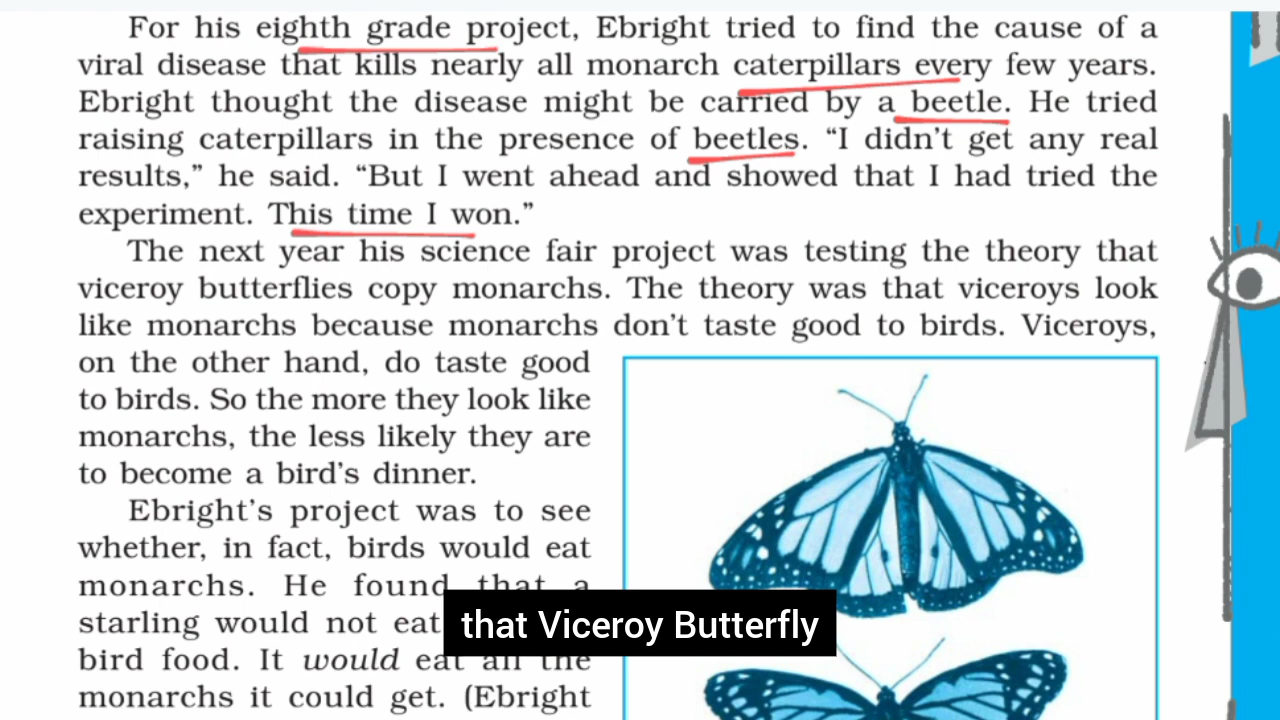 For his eighth grade project, Ebright tried to find the cause of a
viral disease that kills nearly all monarch caterpillars every few years.
Ebright thought the disease might be carried by a beetle. He tried
raising caterpillars in the presence of beetles. “I didn’t get any real
results,” he said. “But I went ahead and showed that I had tried the
experiment. This time I won.”
The next year his science fair project was testing the theory that
viceroy butterflies copy monarchs. The theory was that viceroys look
like monarchs because monarchs don’t taste good to birds. Viceroys,
on the other hand, do taste good
to birds. So the more they look like
monarchs, the less likely they are
to become a bird’s dinner.
Ebright’s project was to see
whether, in fact, birds would eat
monarchs. He found that a
starling would not eat
bird food. It would eat all the
monarchs it could get. (Ebright
that Viceroy Butterfly